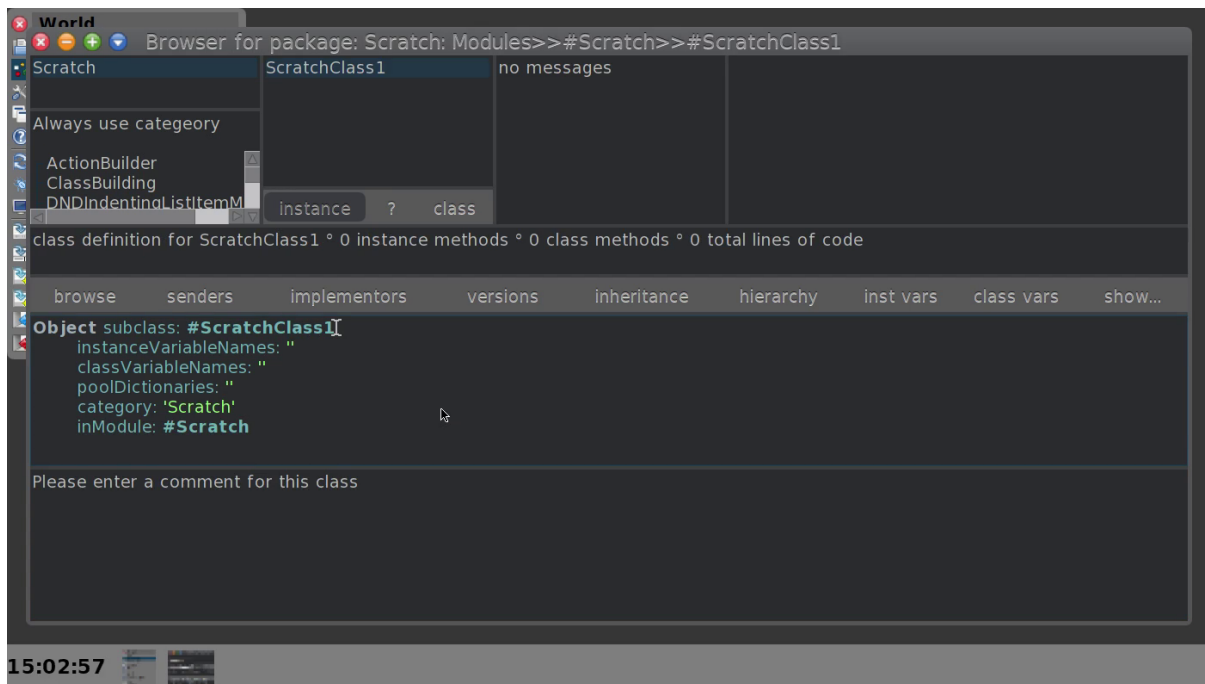 World
Browser for package: Scratch: Modules>>#Scratch>>#ScratchClass1
Scratch
ScratchClass1
no messages
Always use categeory
ActionBuilder
ClassBuilding
DNDIndentingListItemM
instance ? class
class definition for ScratchClass1 ° 0 instance methods ° 0 class methods ° 0 total lines of code
browse senders implementors versions inheritance hierarchy inst vars class vars show...
Object subclass: #ScratchClass1
instanceVariableNames: ''
classVariableNames: ''
poolDictionaries: ''
category: 'Scratch'
inModule: #Scratch
Please enter a comment for this class
15:02:57